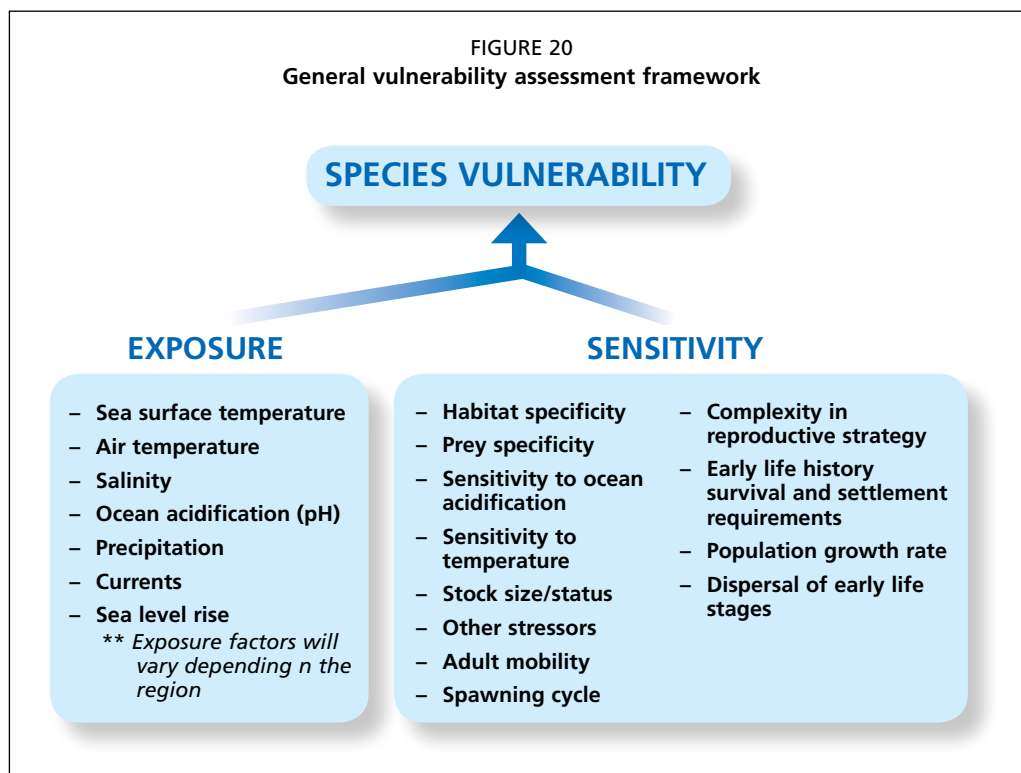 FIGURE 20
General vulnerability assessment framework
SPECIES VULNERABILITY
EXPOSURE
– Sea surface temperature
– Air temperature
– Salinity
– Ocean acidification (pH)
– Precipitation
– Currents
– Sea level rise
** Exposure factors will
vary depending n the
region
SENSITIVITY
– Habitat specificity
– Prey specificity
– Sensitivity to ocean
acidification
– Sensitivity to
temperature
– Stock size/status
– Other stressors
– Adult mobility
– Spawning cycle
– Complexity in
reproductive strategy
– Early life history
survival and settlement
requirements
– Population growth rate
– Dispersal of early life
stages